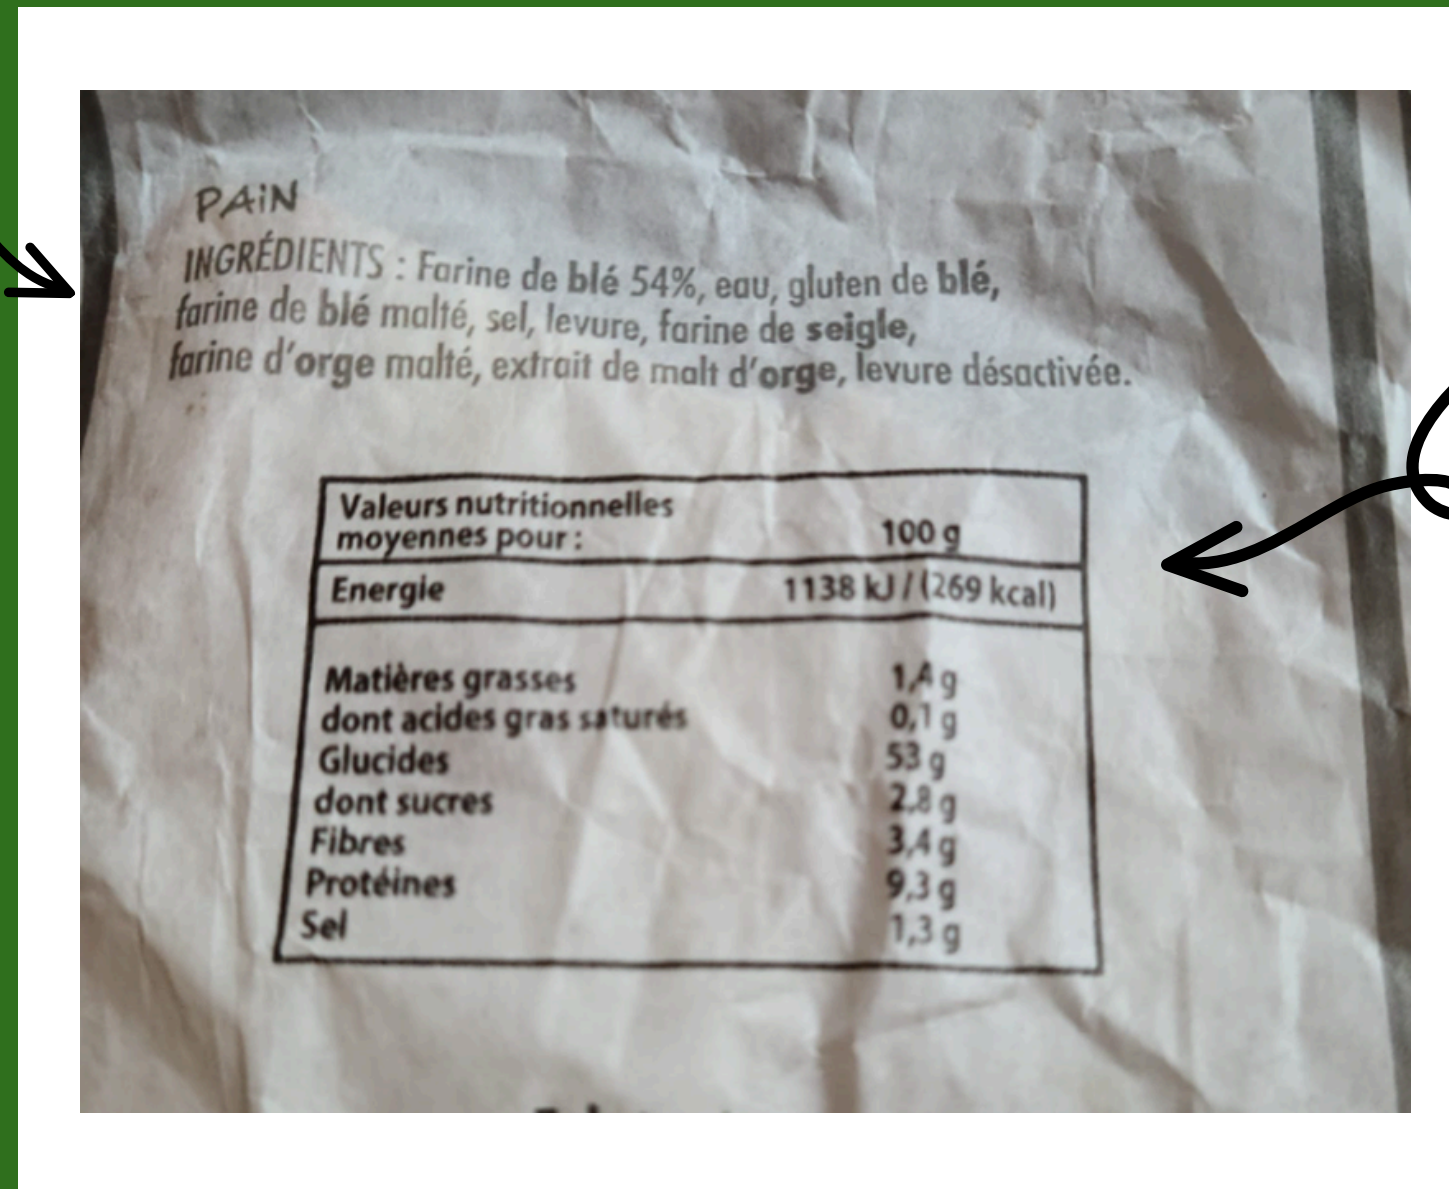 PAIN
INGRÉDIENTS : Farine de blé 54%, eau, gluten de blé,
farine de blé malté, sel, levure, farine de seigle,
farine d'orge malté, extrait de malt d'orge, levure désactivée.
Valeurs nutritionnelles
moyennes pour : 100 g
Energie 1138 kJ / (269 kcal)
Matières grasses 1,4 g
dont acides gras saturés 0,1 g
Glucides 53 g
dont sucres 2,8 g
Fibres 3,4 g
Protéines 9,3 g
Sel 1,3 g